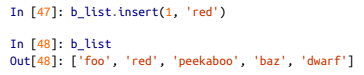 In [47]: b_list.insert(1, 'red')
In [48]: b_list
Out[48]: ['foo', 'red', 'peekaboo', 'baz', 'dwarf']